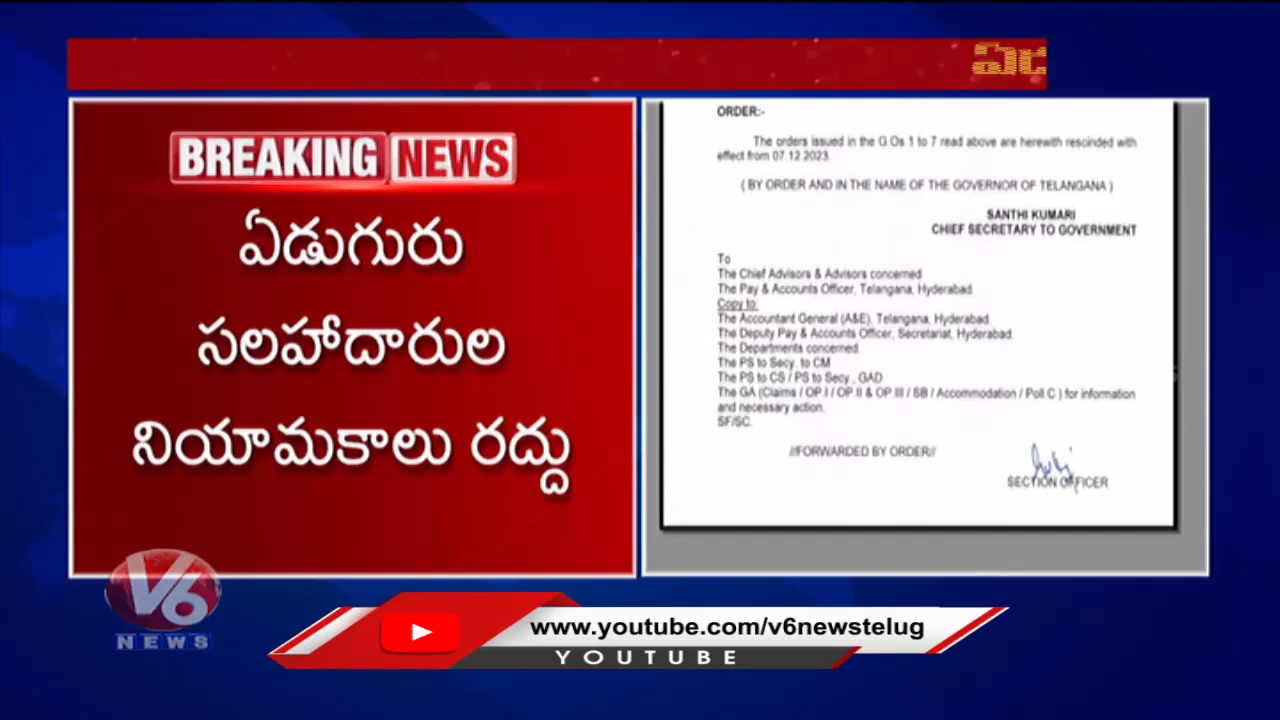 BREAKING NEWS
ఏడుగురు
సలహాదారుల
నియామకాలు రద్దు
ORDER:-
The orders issued in the G.Os 1 to 7 read above are herewith rescinded with
effect from 07.12.2023.
( BY ORDER AND IN THE NAME OF THE GOVERNOR OF TELANGANA )
SANTHI KUMARI
CHIEF SECRETARY TO GOVERNMENT
To
The Chief Advisors & Advisors concerned
The Pay & Accounts Officer, Telangana, Hyderabad.
Copy to:
The Accountant General (A&E), Telangana, Hyderabad.
The Deputy Pay & Accounts Officer, Secretariat, Hyderabad.
The Departments concerned.
The PS to Secy. to CM
The PS to CS / PS to Secy., GAD
The GA (Claims / OP.I / OP.II & OP.III / SB / Accommodation / Poll.C ) for information
and necessary action.
SF/SC.
//FORWARDED BY ORDER//
SECTION OFFICER
V6
NEWS
www.youtube.com/v6newstelug
YOUTUBE